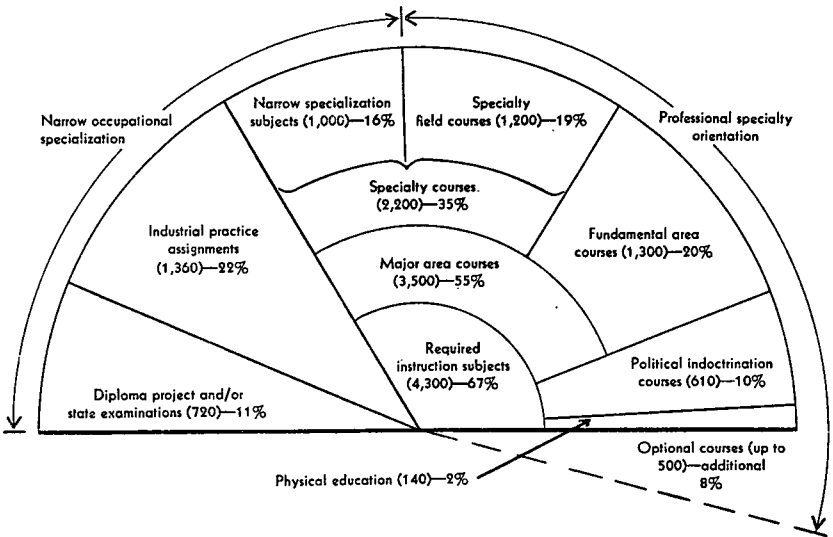 Narrow occupational
specialization
Narrow specialization
subjects (1,000)—16%
Specialty
field courses (1,200)—19%
Professional specialty
orientation
Specialty courses.
(2,200)—35%
Industrial practice
assignments
(1,360)—22%
Fundamental area
courses (1,300)—20%
Major area courses
(3,500)—55%
Required
instruction subjects
(4,300)—67%
Political indoctrination
courses (610)—10%
Diploma project and/or
state examinations (720)—11%
Optional courses (up to
500)—additional
8%
Physical education (140)—2%